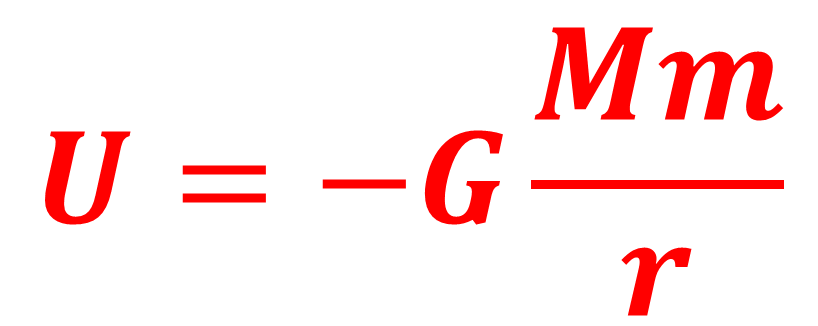 U = −G Mm/r